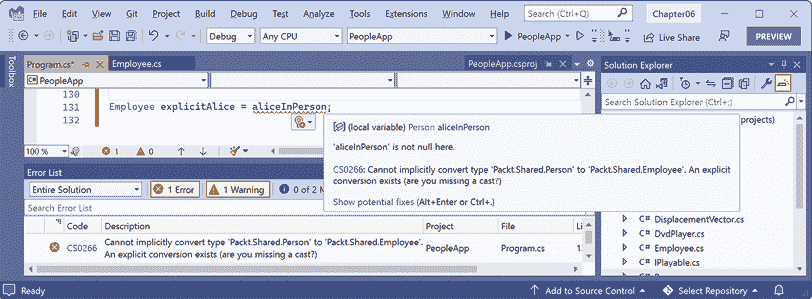 File Edit View Git Project Build Debug Test Analyze Tools Extensions Window Help Search (Ctrl+Q) Chapter06
Debug Any CPU PeopleApp PeopleApp Live Share PREVIEW
Toolbox
Program.cs* Employee.cs PeopleApp.csproj
PeopleApp
130
131 Employee explicitAlice = aliceInPerson;
132
(local variable) Person aliceInPerson
'aliceInPerson' is not null here.
CS0266: Cannot implicitly convert type 'Packt.Shared.Person' to 'Packt.Shared.Employee'. An explicit
conversion exists (are you missing a cast?)
Show potential fixes (Alt+Enter or Ctrl+.)
100 % 1 0
Error List
Entire Solution 1 Error 1 Warning 0 of 2 M
Search Error List
Code Description Project File Li
CS0266 Cannot implicitly convert type 'Packt.Shared.Person' to 'Packt.Shared.Employee'.
An explicit conversion exists (are you missing a cast?) PeopleApp Program.cs 1
Solution Explorer
Search Solution Explorer (Ctrl+;)
projects)
C# DisplacementVector.cs
C# DvdPlayer.cs
C# Employee.cs
C# IPlayable.cs
Ready Add to Source Control Select Repository